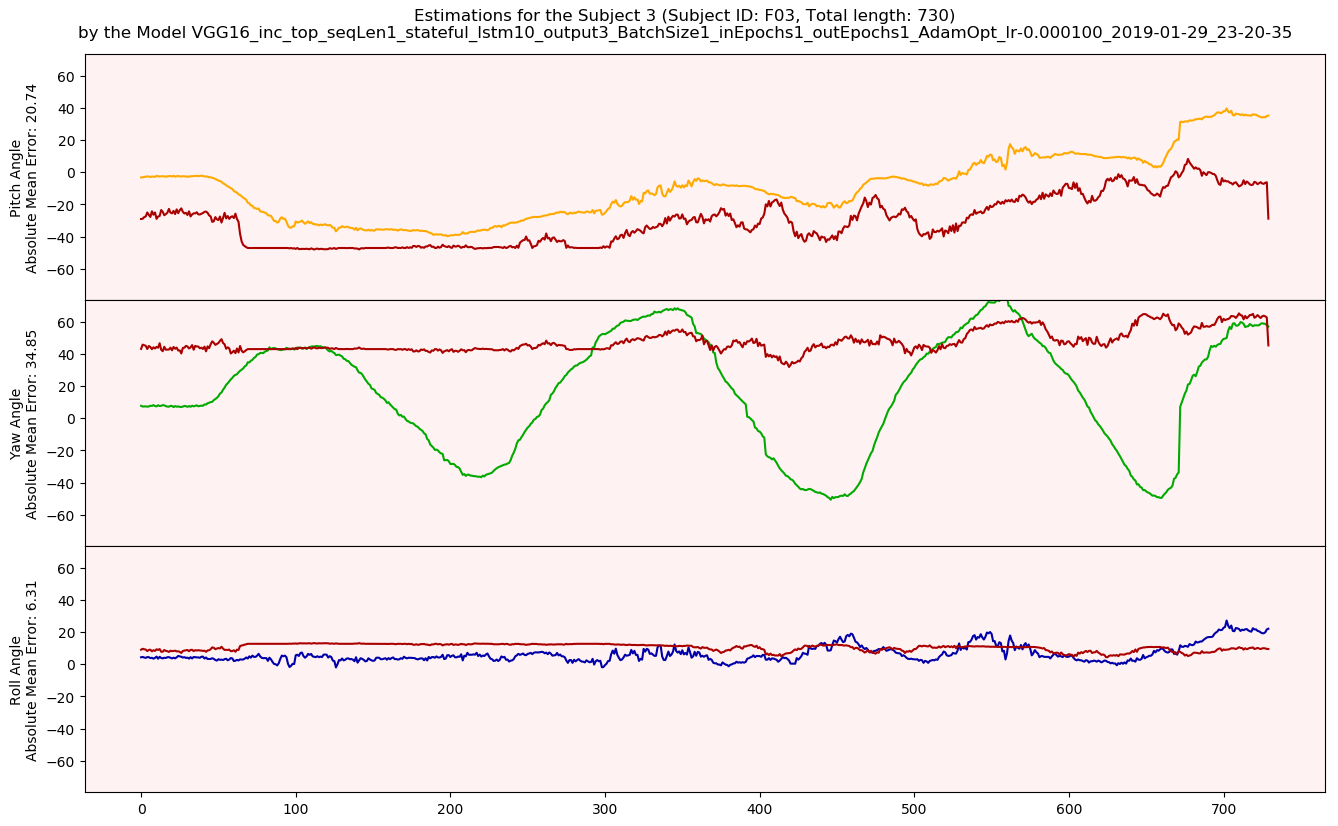 Estimations for the Subject 3 (Subject ID: F03, Total length: 730)
by the Model VGG16_inc_top_seqLen1_stateful_lstm10_output3_BatchSize1_inEpochs1_outEpochs1_AdamOpt_lr-0.000100_2019-01-29_23-20-35
Pitch Angle
Absolute Mean Error: 20.74
60
40
20
0
−20
−40
−60
Yaw Angle
Absolute Mean Error: 34.85
60
40
20
0
−20
−40
−60
Roll Angle
Absolute Mean Error: 6.31
60
40
20
0
−20
−40
−60
0 100 200 300 400 500 600 700